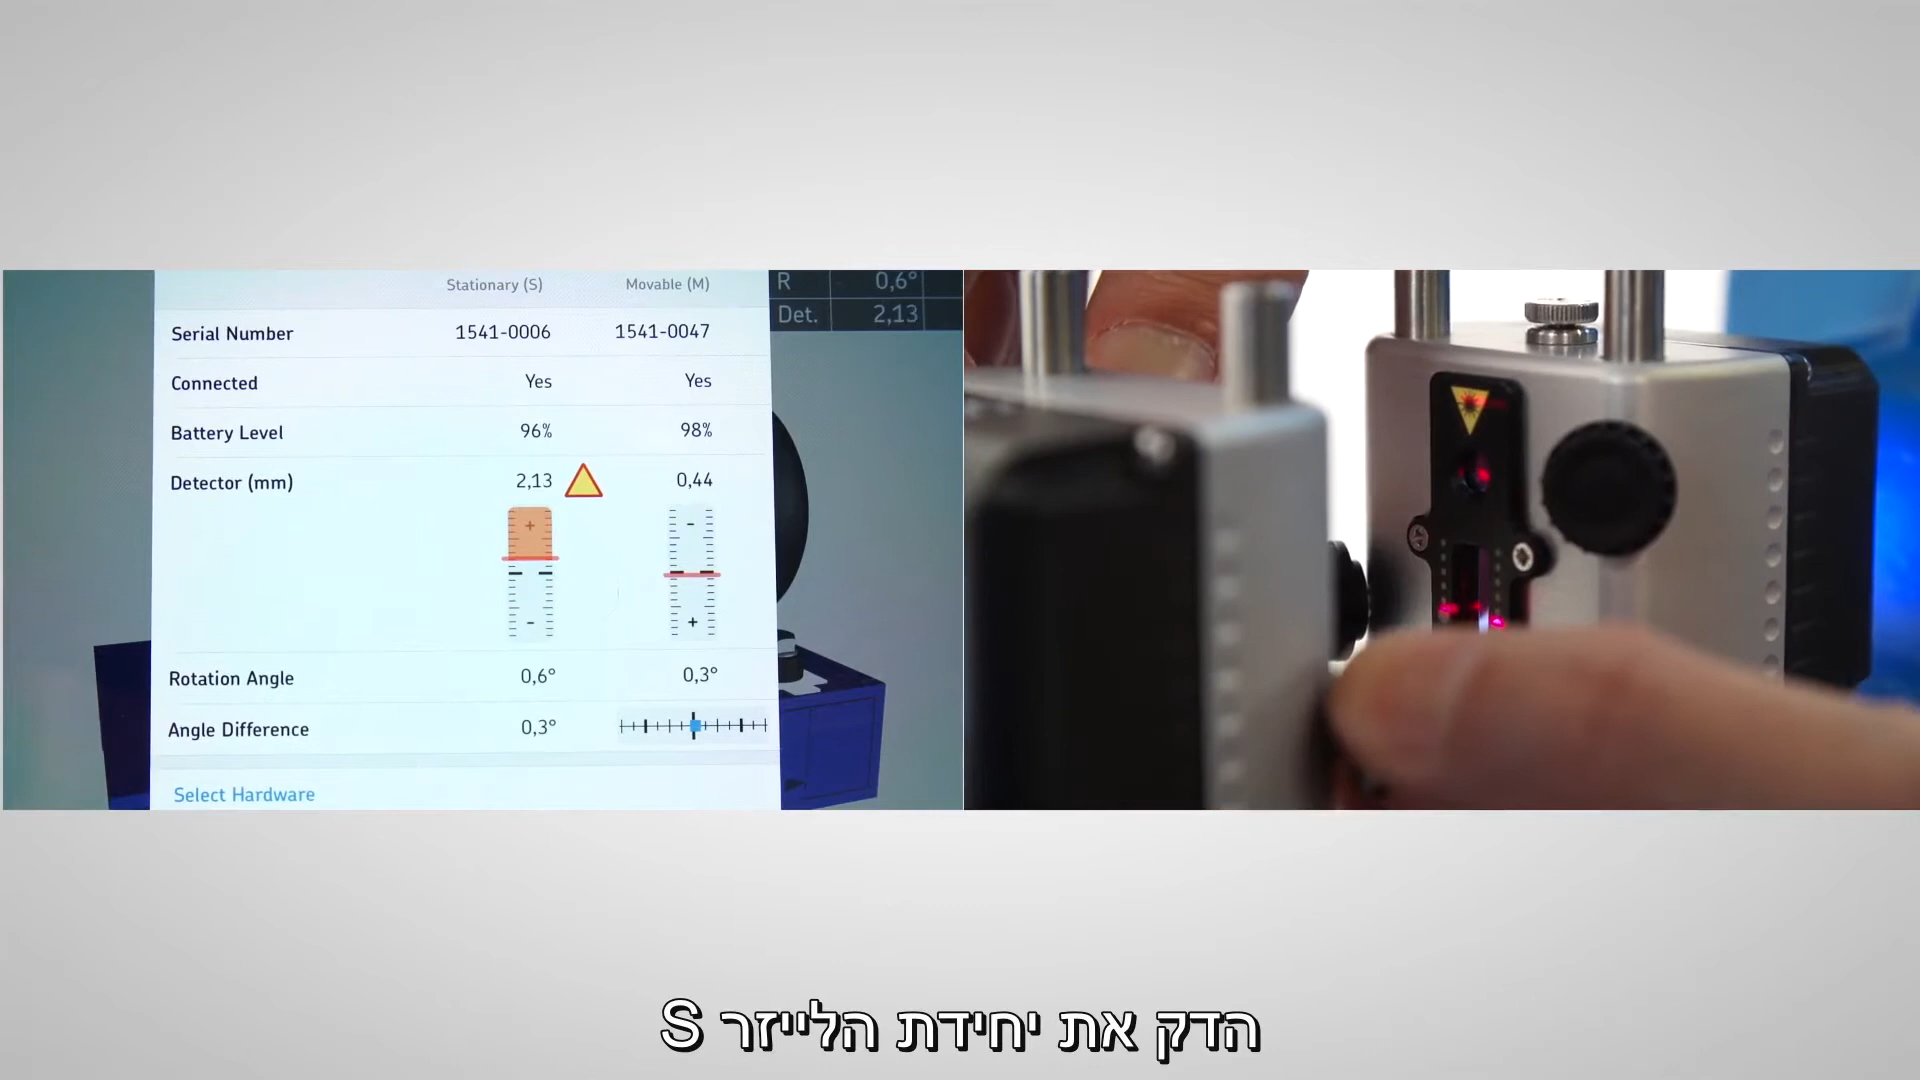 Stationary (S) Movable (M)
Serial Number 1541-0006 1541-0047
Connected Yes Yes
Battery Level 96% 98%
Detector (mm) 2,13 0,44
+ -
- +
Rotation Angle 0,6° 0,3°
Angle Difference 0,3°
Select Hardware
R 0,6°
Det. 2,13
הדק את יחידת הלייזר S